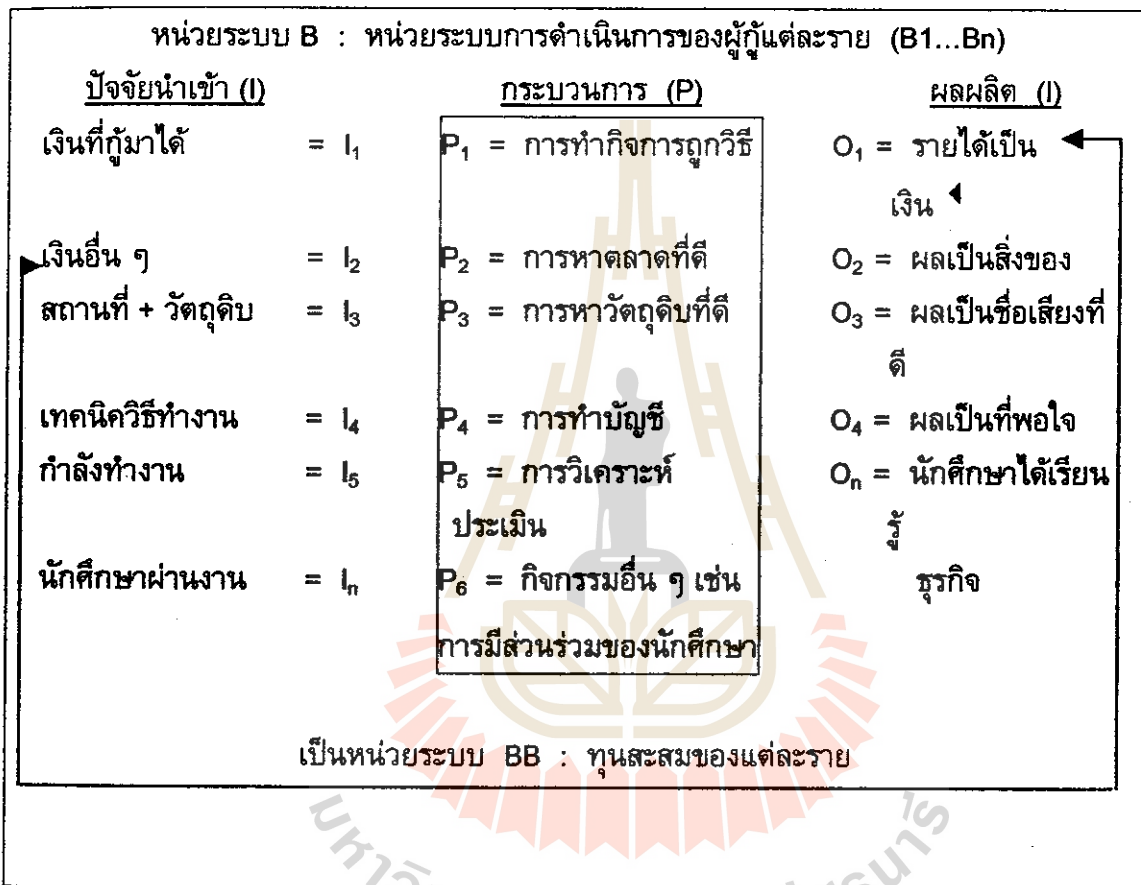 หน่วยระบบ B : หน่วยระบบการดำเนินการของผู้กู้แต่ละราย (B1...Bn)
ปัจจัยนำเข้า (I) กระบวนการ (P) ผลผลิต (I)
เงินที่กู้มาได้ = I₁ P₁ = การทำกิจการถูกวิธี O₁ = รายได้เป็น
เงิน
เงินอื่น ๆ = I₂ P₂ = การหาตลาดที่ดี O₂ = ผลเป็นสิ่งของ
สถานที่ + วัตถุดิบ = I₃ P₃ = การหาวัตถุดิบที่ดี O₃ = ผลเป็นชื่อเสียงที่
ดี
เทคนิควิธีทำงาน = I₄ P₄ = การทำบัญชี O₄ = ผลเป็นที่พอใจ
กำลังทำงาน = I₅ P₅ = การวิเคราะห์ Oₙ = นักศึกษาได้เรียน
ประเมิน รู้
นักศึกษาผ่านงาน = Iₙ P₆ = กิจกรรมอื่น ๆ เช่น ธุรกิจ
การมีส่วนร่วมของนักศึกษา
เป็นหน่วยระบบ BB : ทุนสะสมของแต่ละราย